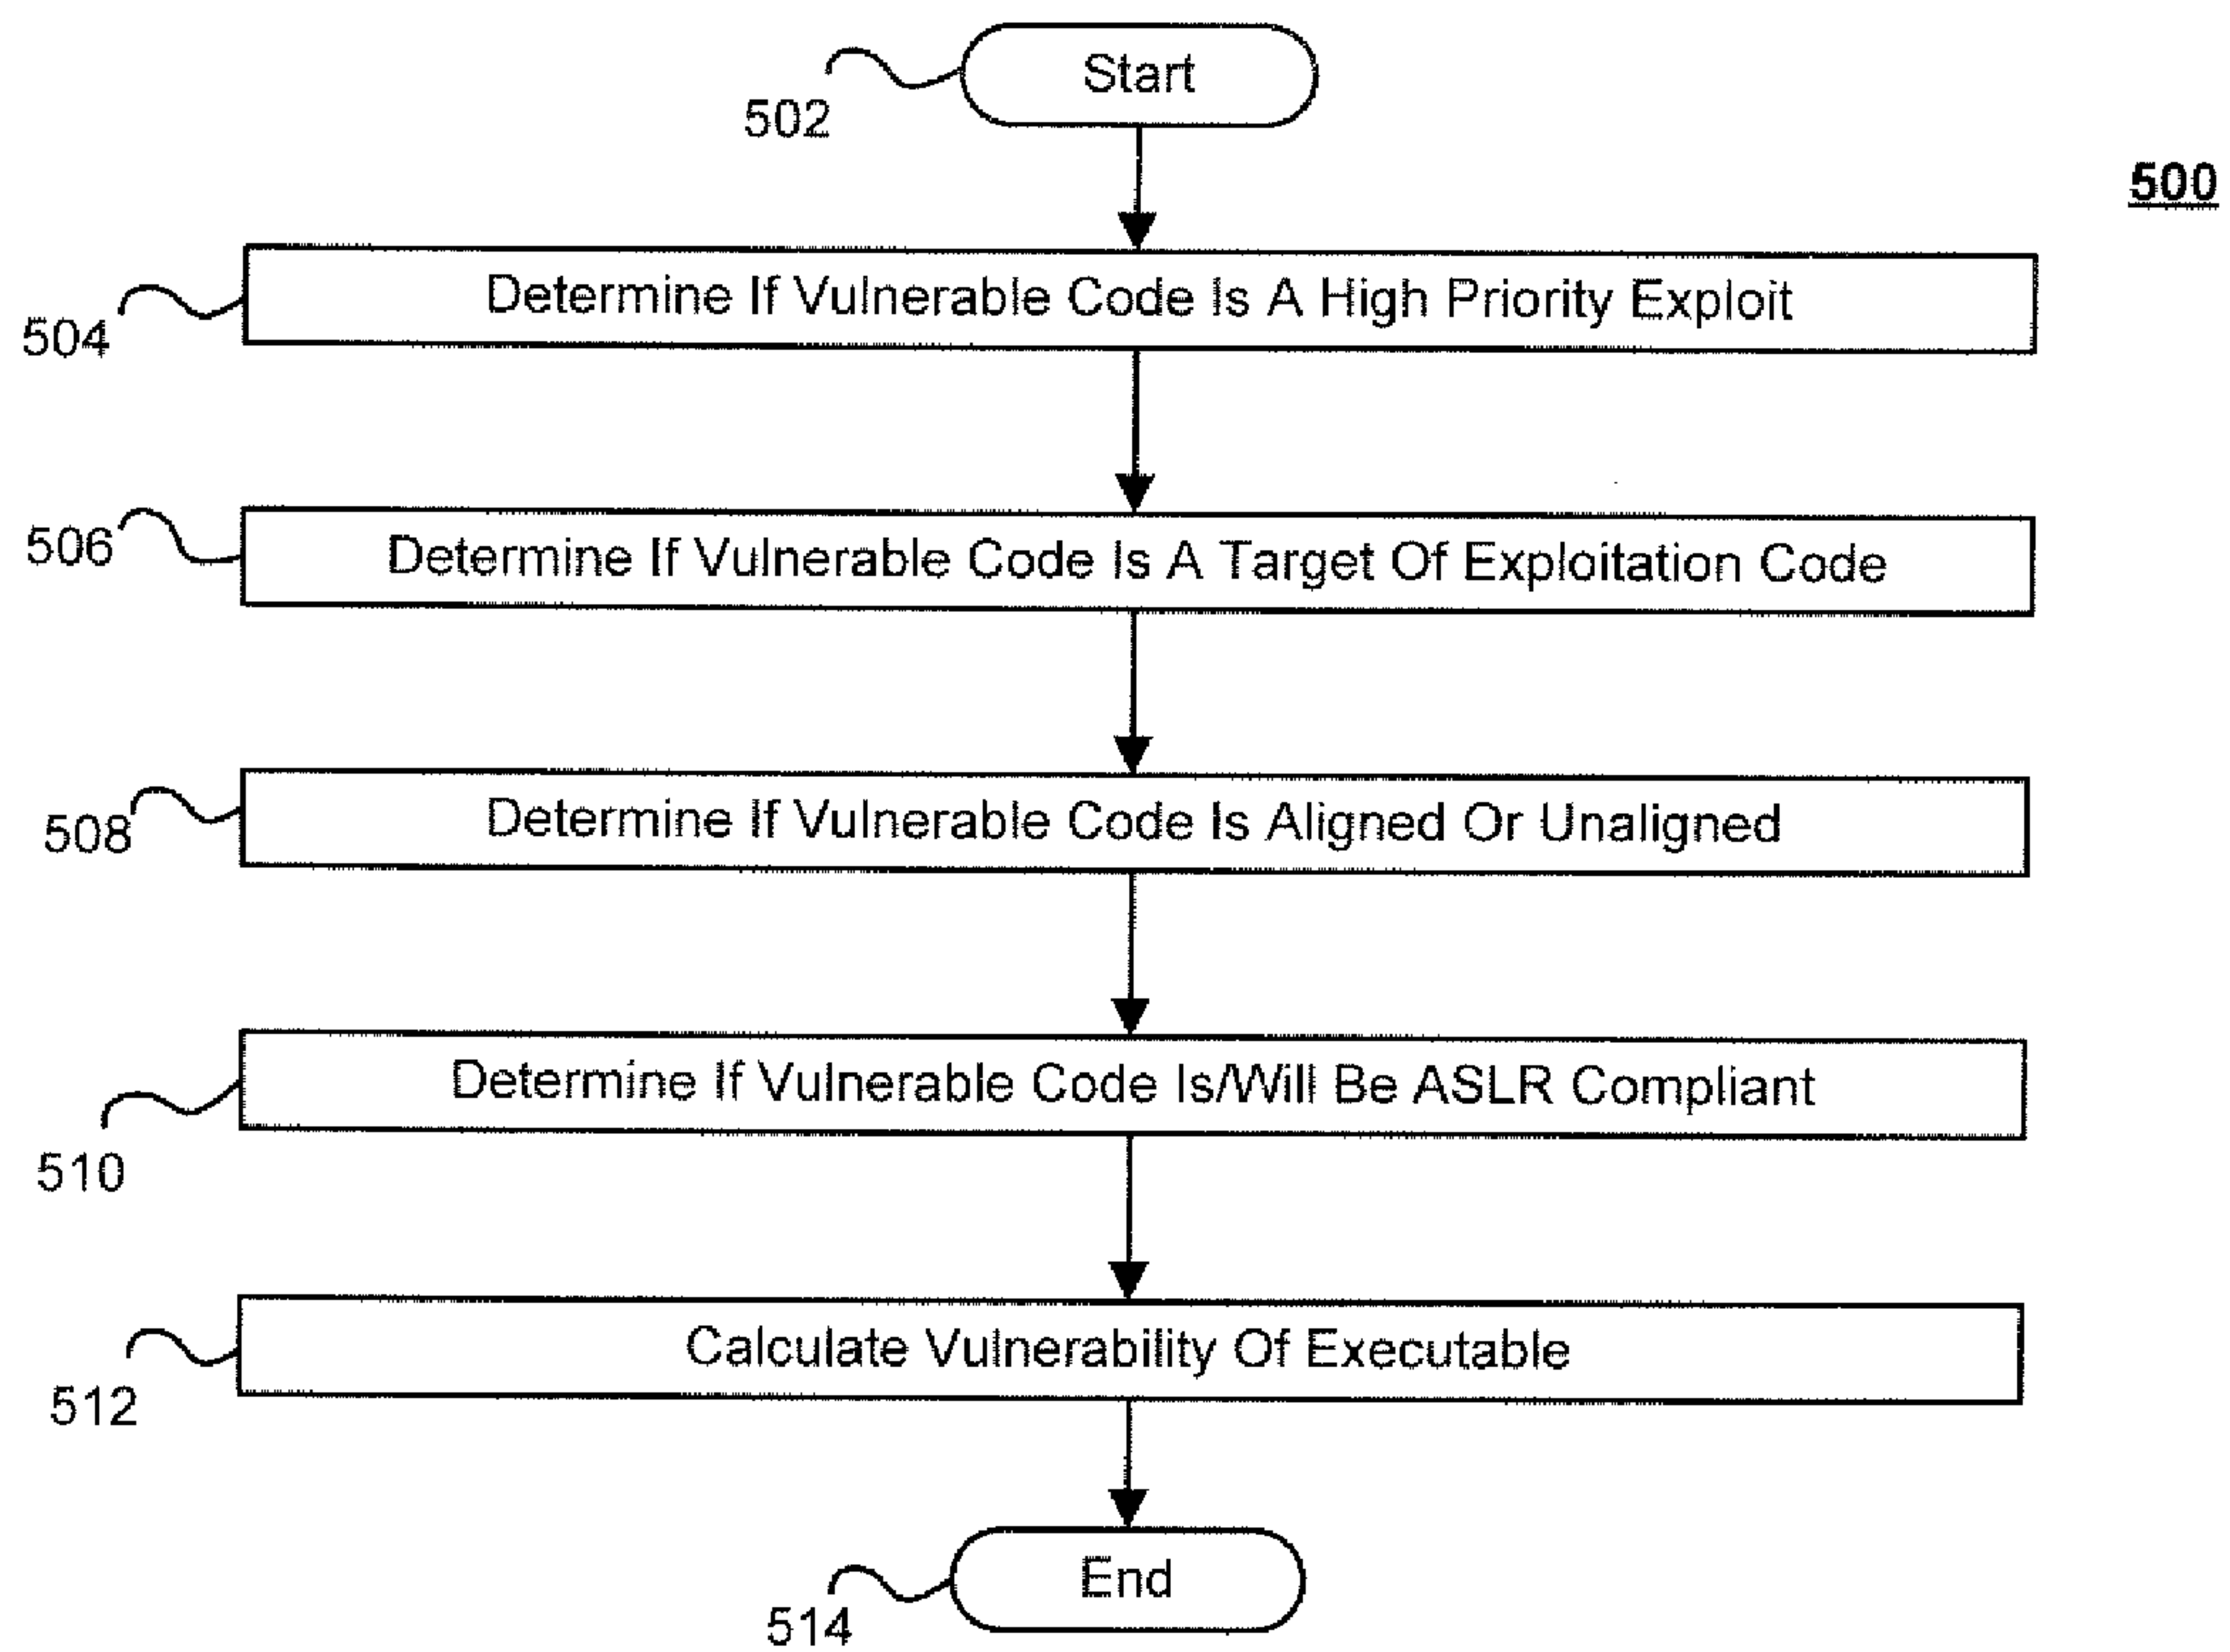 Start
502
500
Determine If Vulnerable Code Is A High Priority Exploit
504
Determine If Vulnerable Code Is A Target Of Exploitation Code
506
Determine If Vulnerable Code Is Aligned Or Unaligned
508
Determine If Vulnerable Code Is/Will Be ASLR Compliant
510
Calculate Vulnerability Of Executable
512
End
514